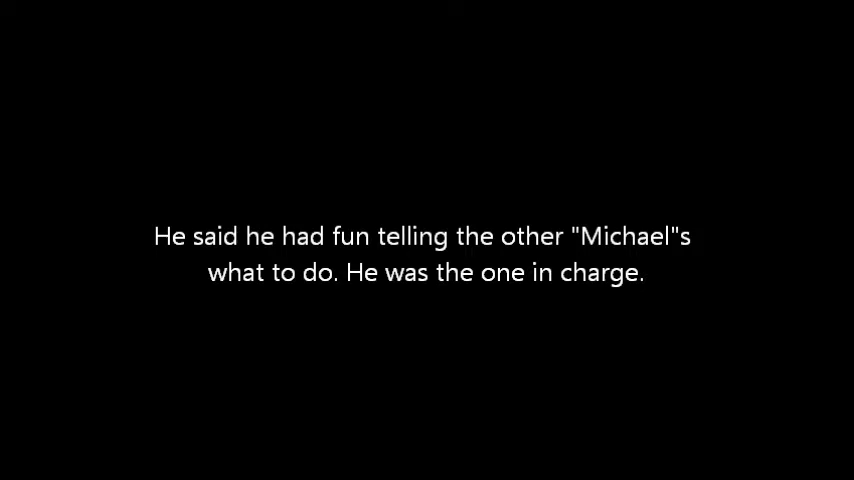 He said he had fun telling the other "Michael"s
what to do. He was the one in charge.